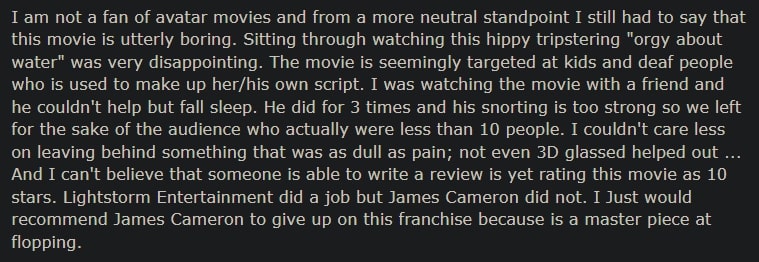 I am not a fan of avatar movies and from a more neutral standpoint I still had to say that
this movie is utterly boring. Sitting through watching this hippy tripstering "orgy about
water" was very disappointing. The movie is seemingly targeted at kids and deaf people
who is used to make up her/his own script. I was watching the movie with a friend and
he couldn't help but fall sleep. He did for 3 times and his snorting is too strong so we left
for the sake of the audience who actually were less than 10 people. I couldn't care less
on leaving behind something that was as dull as pain; not even 3D glassed helped out ...
And I can't believe that someone is able to write a review is yet rating this movie as 10
stars. Lightstorm Entertainment did a job but James Cameron did not. I Just would
recommend James Cameron to give up on this franchise because is a master piece at
flopping.